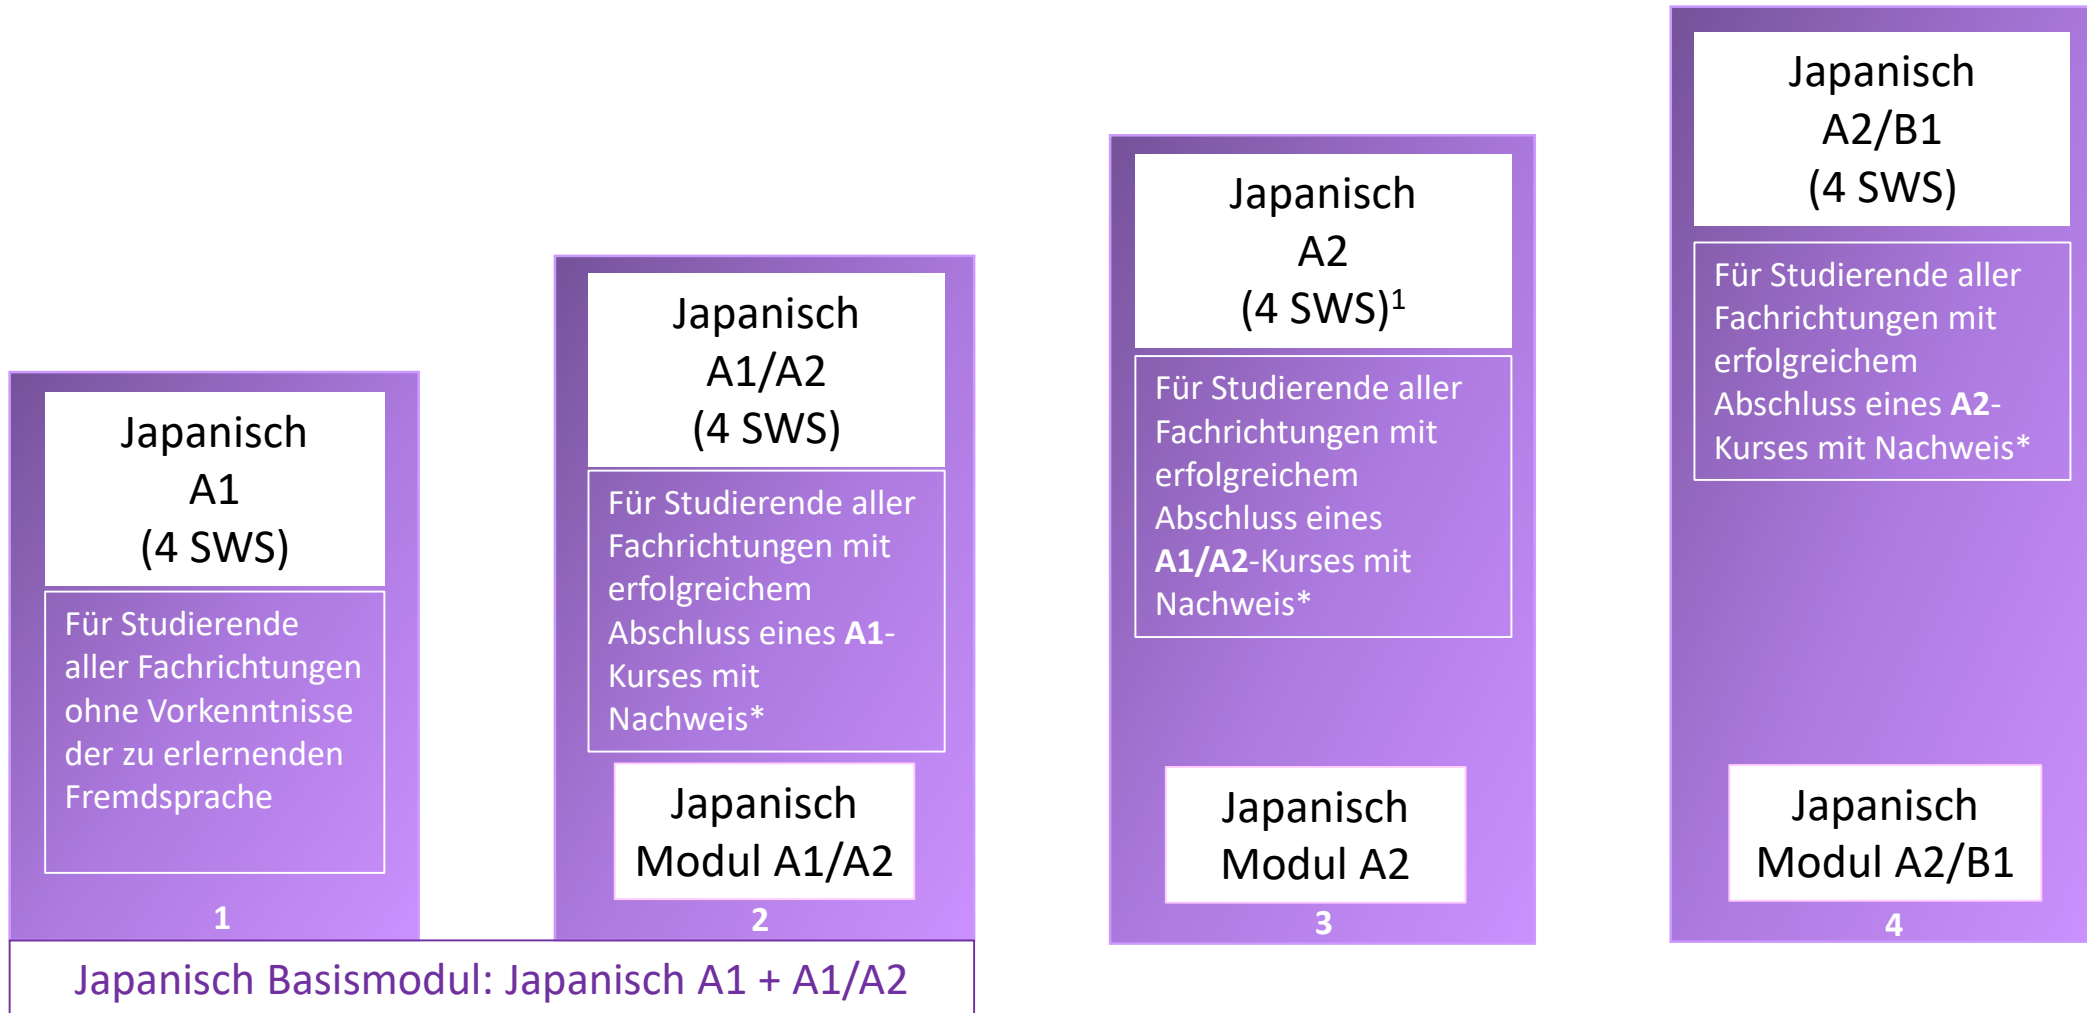 Japanisch
A1
(4 SWS)
Für Studierende
aller Fachrichtungen
ohne Vorkenntnisse
der zu erlernenden
Fremdsprache
1
Japanisch
A1/A2
(4 SWS)
Für Studierende aller
Fachrichtungen mit
erfolgreichem
Abschluss eines A1-
Kurses mit
Nachweis*
Japanisch
Modul A1/A2
2
Japanisch Basismodul: Japanisch A1 + A1/A2
Japanisch
A2
(4 SWS)¹
Für Studierende aller
Fachrichtungen mit
erfolgreichem
Abschluss eines
A1/A2-Kurses mit
Nachweis*
Japanisch
Modul A2
3
Japanisch
A2/B1
(4 SWS)
Für Studierende aller
Fachrichtungen mit
erfolgreichem
Abschluss eines A2-
Kurses mit Nachweis*
Japanisch
Modul A2/B1
4